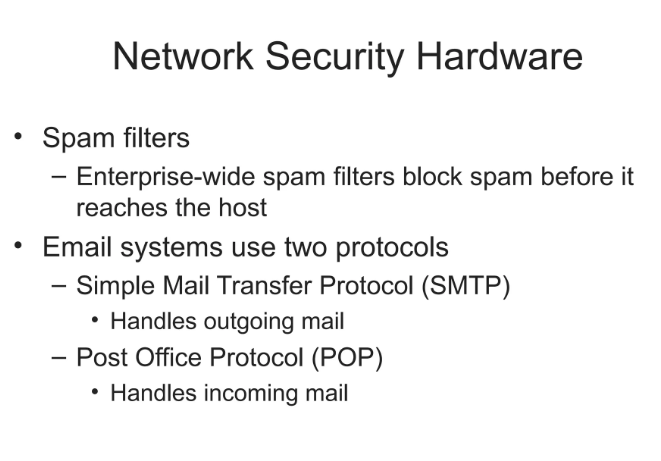 Network Security Hardware
• Spam filters
– Enterprise-wide spam filters block spam before it
reaches the host
• Email systems use two protocols
– Simple Mail Transfer Protocol (SMTP)
• Handles outgoing mail
– Post Office Protocol (POP)
• Handles incoming mail